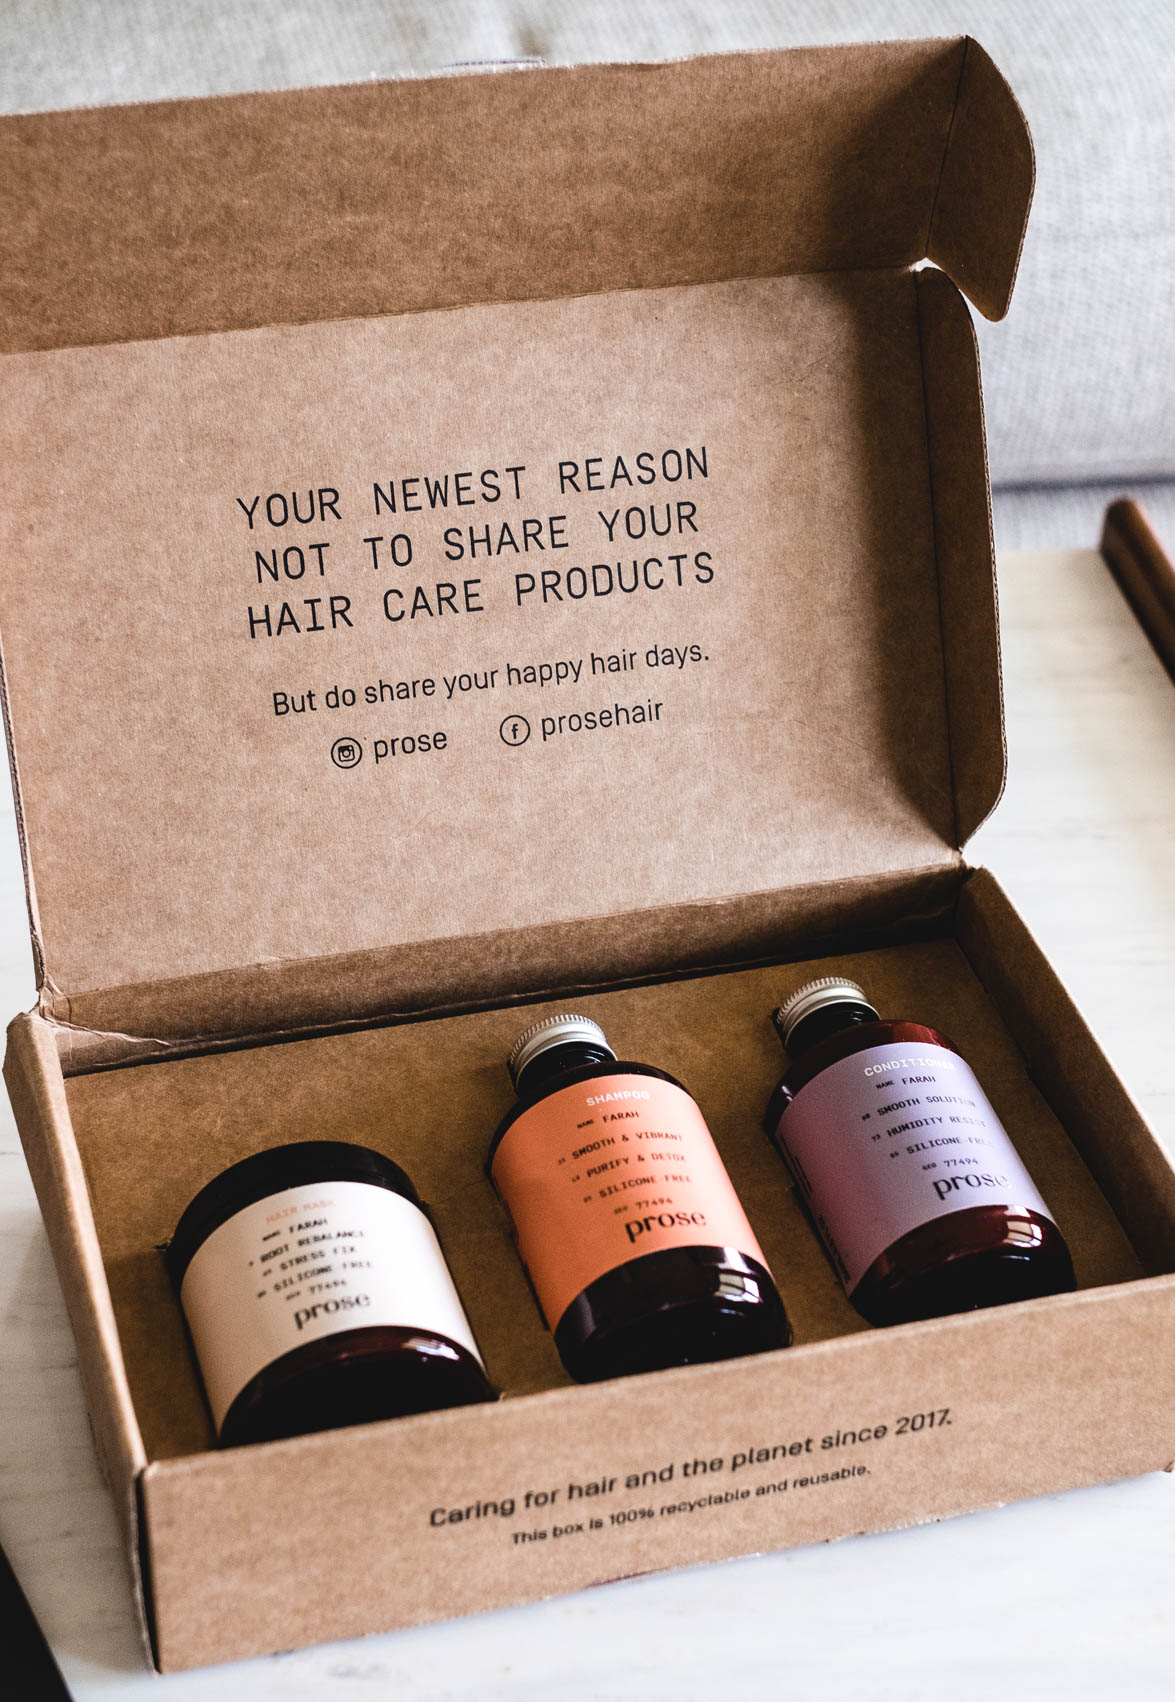 YOUR NEWEST REASON
NOT TO SHARE YOUR
HAIR CARE PRODUCTS
But do share your happy hair days.
prose prosehair
HAIR MASK
NAME FARAH
ROOT REBALANCE
STRESS FIX
SILICONE-FREE
prose
SHAMPOO
NAME FARAH
SMOOTH & VIBRANT
PURIFY & DETOX
SILICONE-FREE
77494
prose
CONDITIONER
NAME FARAH
SMOOTH SOLUTION
HUMIDITY RESIST
SILICONE-FREE
GEO 77494
prose
Caring for hair and the planet since 2017.
This box is 100% recyclable and reusable.